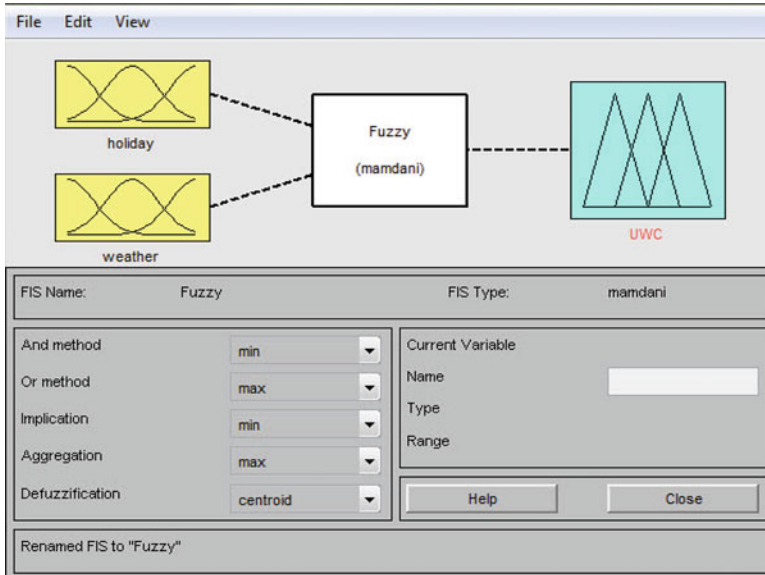 File Edit View
holiday
weather
Fuzzy
(mamdani)
UWC
FIS Name: Fuzzy FIS Type: mamdani
And method min
Or method max
Implication min
Aggregation max
Defuzzification centroid
Current Variable
Name
Type
Range
Help Close
Renamed FIS to "Fuzzy"